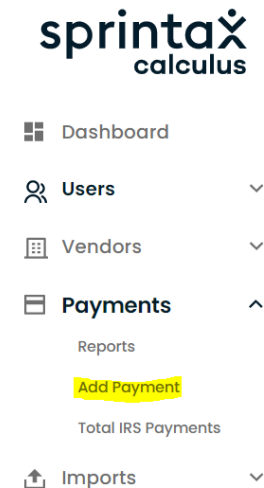 sprintax
calculus
Dashboard
Users
Vendors
Payments
Reports
Add Payment
Total IRS Payments
Imports